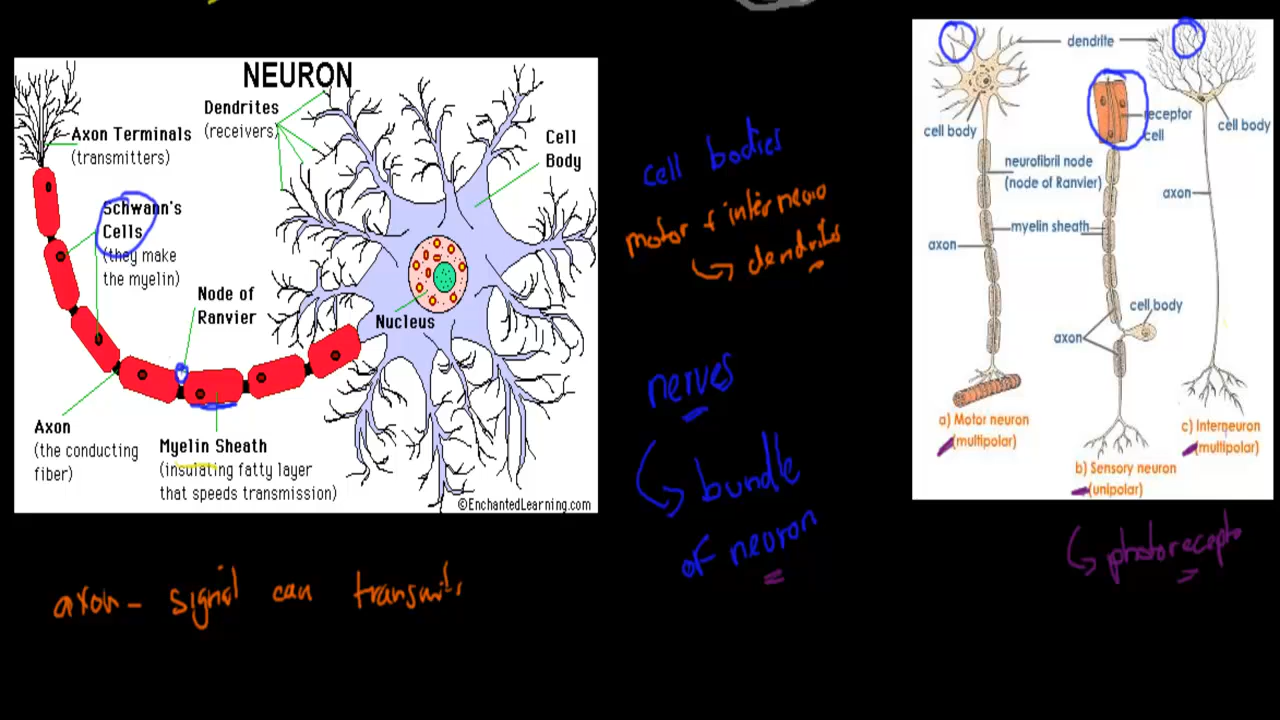 NEURON
Dendrites
(receivers)
Axon Terminals
(transmitters)
Cell
Body
Schwann's
Cells
(they make
the myelin)
Node of
Ranvier
Nucleus
Axon
(the conducting
fiber)
Myelin Sheath
(insulating fatty layer
that speeds transmission)
©EnchantedLearning.com
axon - signal can transmit
cell bodies
motor + interneuro
dendrites
nerves
bundle
of neuron
dendrite
receptor
cell
cell body
cell body
neurofibril node
(node of Ranvier)
axon
myelin sheath
axon
cell body
axon
a) Motor neuron
(multipolar)
b) Sensory neuron
(unipolar)
c) Interneuron
(multipolar)
photorecepto